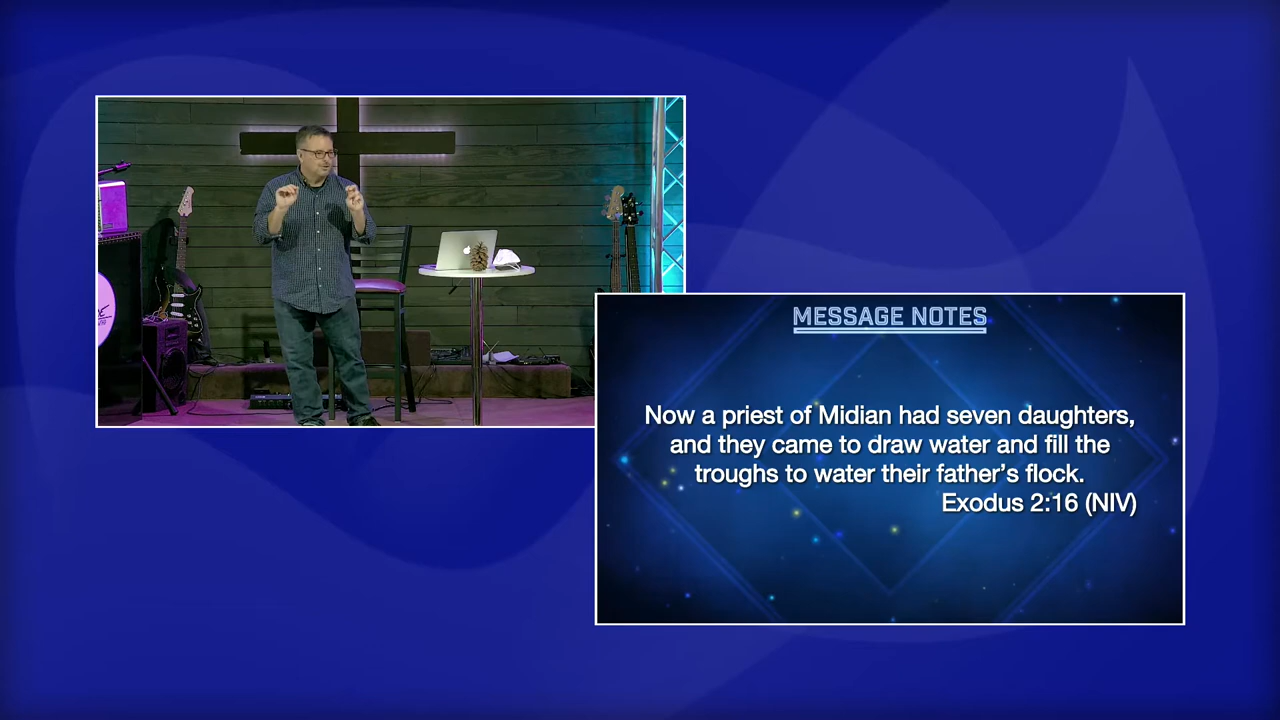 MESSAGE NOTES
Now a priest of Midian had seven daughters,
and they came to draw water and fill the
troughs to water their father’s flock.
Exodus 2:16 (NIV)